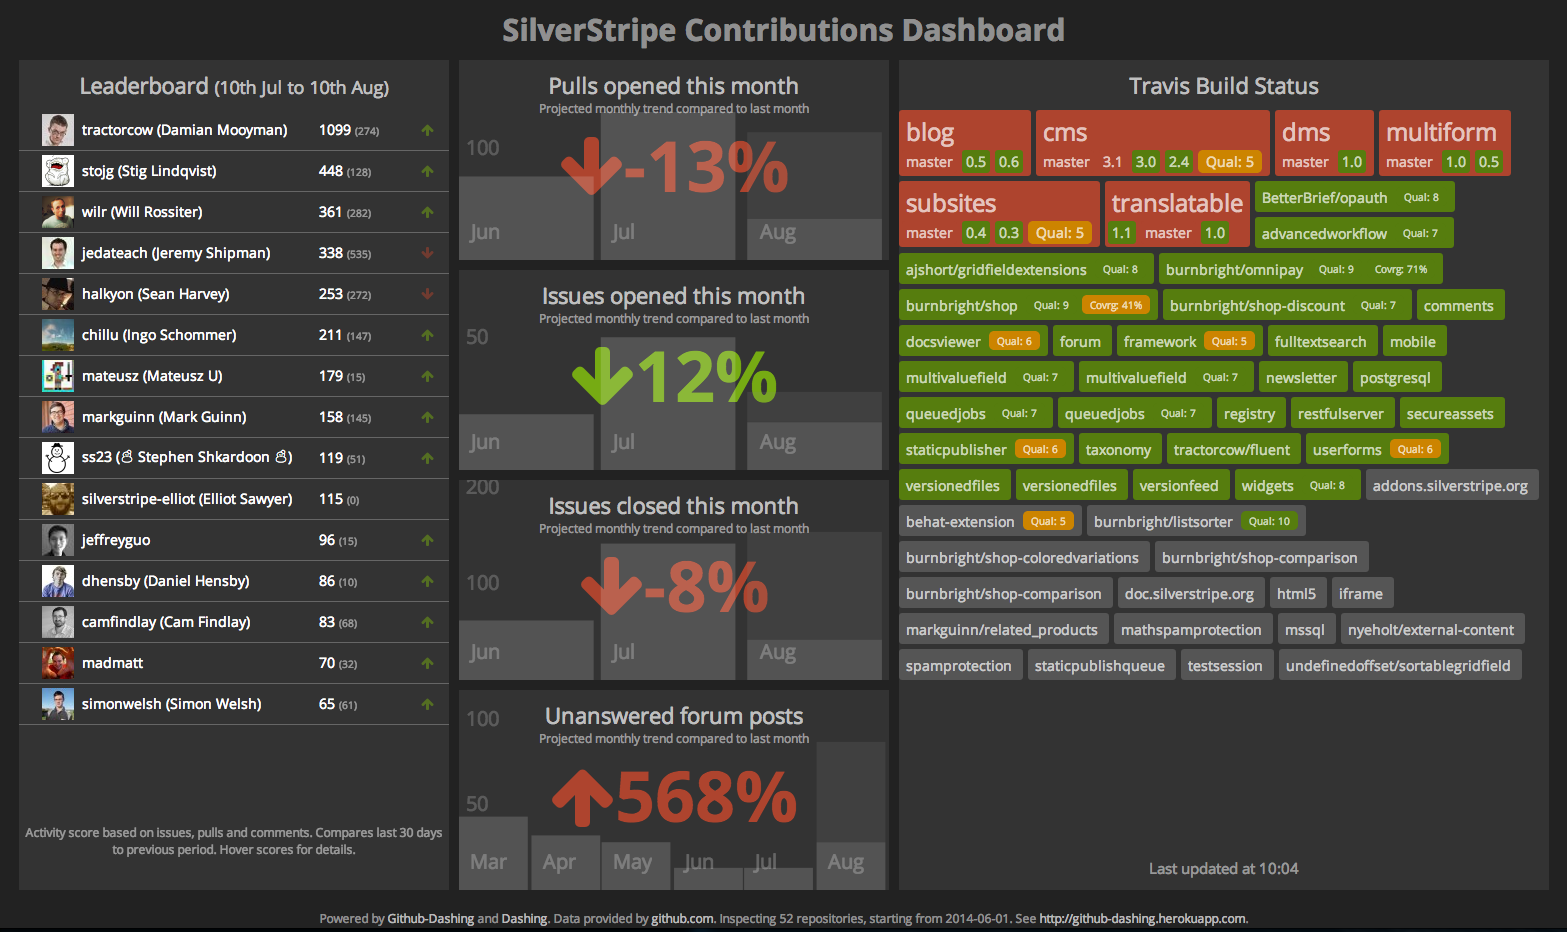 SilverStripe Contributions Dashboard
Leaderboard (10th Jul to 10th Aug)
tractorcow (Damian Mooyman) 1099 (274)
stojg (Stig Lindqvist) 448 (128)
wilr (Will Rossiter) 361 (282)
jedateach (Jeremy Shipman) 338 (535)
halkyon (Sean Harvey) 253 (272)
chillu (Ingo Schommer) 211 (147)
mateusz (Mateusz U) 179 (15)
markguinn (Mark Guinn) 158 (145)
ss23 (💩 Stephen Shkardoon 💩) 119 (51)
silverstripe-elliot (Elliot Sawyer) 115 (0)
jeffreyguo 96 (15)
dhensby (Daniel Hensby) 86 (10)
camfindlay (Cam Findlay) 83 (68)
madmatt 70 (32)
simonwelsh (Simon Welsh) 65 (61)
Activity score based on issues, pulls and comments. Compares last 30 days
to previous period. Hover scores for details.
Pulls opened this month
Projected monthly trend compared to last month
100
-13%
Jun Jul Aug
Issues opened this month
Projected monthly trend compared to last month
50
12%
Jun Jul Aug
200
Issues closed this month
Projected monthly trend compared to last month
100
-8%
Jun Jul Aug
100
Unanswered forum posts
Projected monthly trend compared to last month
50
568%
Mar Apr May Jun Jul Aug
Travis Build Status
blog cms dms multiform
master 0.5 0.6 master 3.1 3.0 2.4 Qual: 5 master 1.0 master 1.0 0.5
subsites translatable
master 0.4 0.3 Qual: 5 1.1 master 1.0
BetterBrief/opauth Qual: 8
advancedworkflow Qual: 7
ajshort/gridfieldextensions Qual: 8 burnbright/omnipay Qual: 9 Covrg: 71%
burnbright/shop Qual: 9 Covrg: 41% burnbright/shop-discount Qual: 7 comments
docsviewer Qual: 6 forum framework Qual: 5 fulltextsearch mobile
multivaluefield Qual: 7 multivaluefield Qual: 7 newsletter postgresql
queuedjobs Qual: 7 queuedjobs Qual: 7 registry restfulserver secureassets
staticpublisher Qual: 6 taxonomy tractorcow/fluent userforms Qual: 6
versionedfiles versionedfiles versionfeed widgets Qual: 8 addons.silverstripe.org
behat-extension Qual: 5 burnbright/listsorter Qual: 10
burnbright/shop-coloredvariations burnbright/shop-comparison
burnbright/shop-comparison doc.silverstripe.org html5 iframe
markguinn/related_products mathspamprotection mssql nyeholt/external-content
spamprotection staticpublishqueue testsession undefinedoffset/sortablegridfield
Last updated at 10:04
Powered by Github-Dashing and Dashing. Data provided by github.com. Inspecting 52 repositories, starting from 2014-06-01. See http://github-dashing.herokuapp.com.